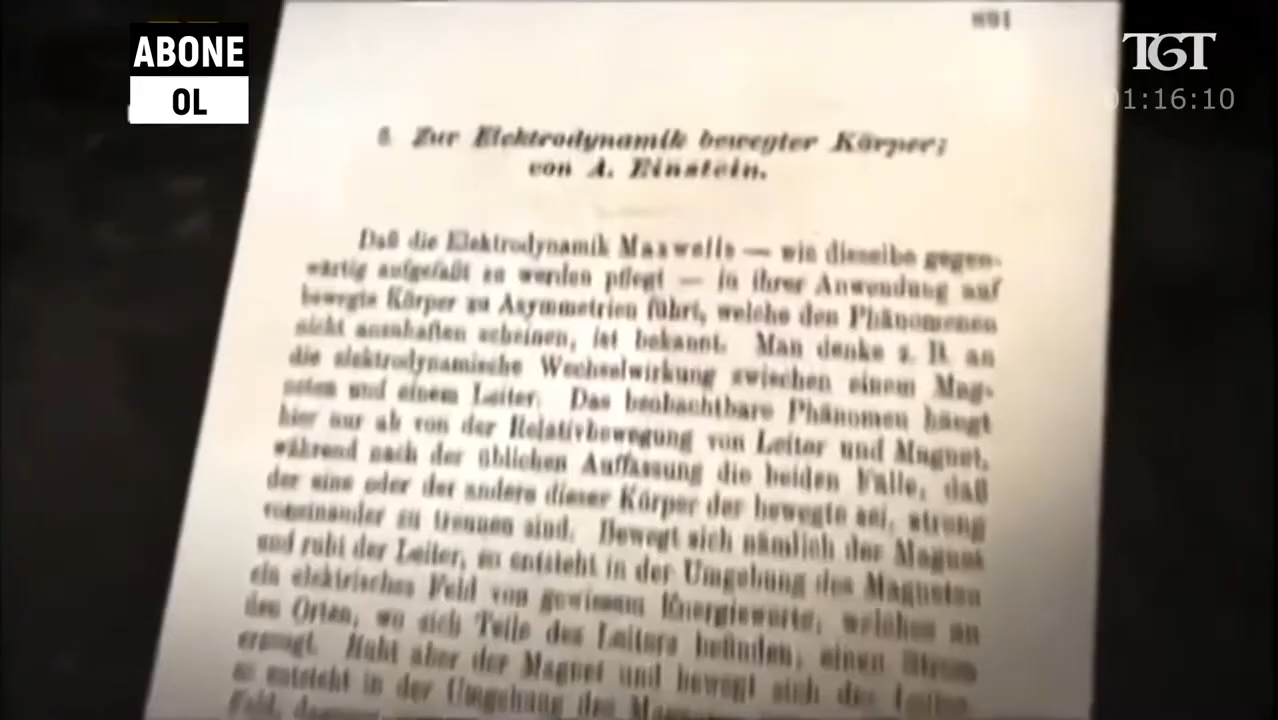 ABONE
OL
TGT
01:16:10
891
3. Zur Elektrodynamik bewegter Körper;
von A. Einstein.
Daß die Elektrodynamik Maxwells — wie dieselbe gegen-
wärtig aufgefaßt zu werden pflegt — in ihrer Anwendung auf
bewegte Körper zu Asymmetrien führt, welche den Phänomenen
nicht anzuhaften scheinen, ist bekannt. Man denke z. B. an
die elektrodynamische Wechselwirkung zwischen einem Mag-
neten und einem Leiter. Das beobachtbare Phänomen hängt
hier nur ab von der Relativbewegung von Leiter und Magnet,
während nach der üblichen Auffassung die beiden Fälle, daß
der eine oder der andere dieser Körper der bewegte sei, streng
voneinander zu trennen sind. Bewegt sich nämlich der Magnet
und ruht der Leiter, so entsteht in der Umgebung des Magneten
ein elektrisches Feld von gewissem Energiewerte, welches an
den Orten, wo sich Teile des Leiters befinden, einen Strom
erzeugt. Ruht aber der Magnet und bewegt sich der Leiter,
so entsteht in der Umgebung des Magneten
Feld,